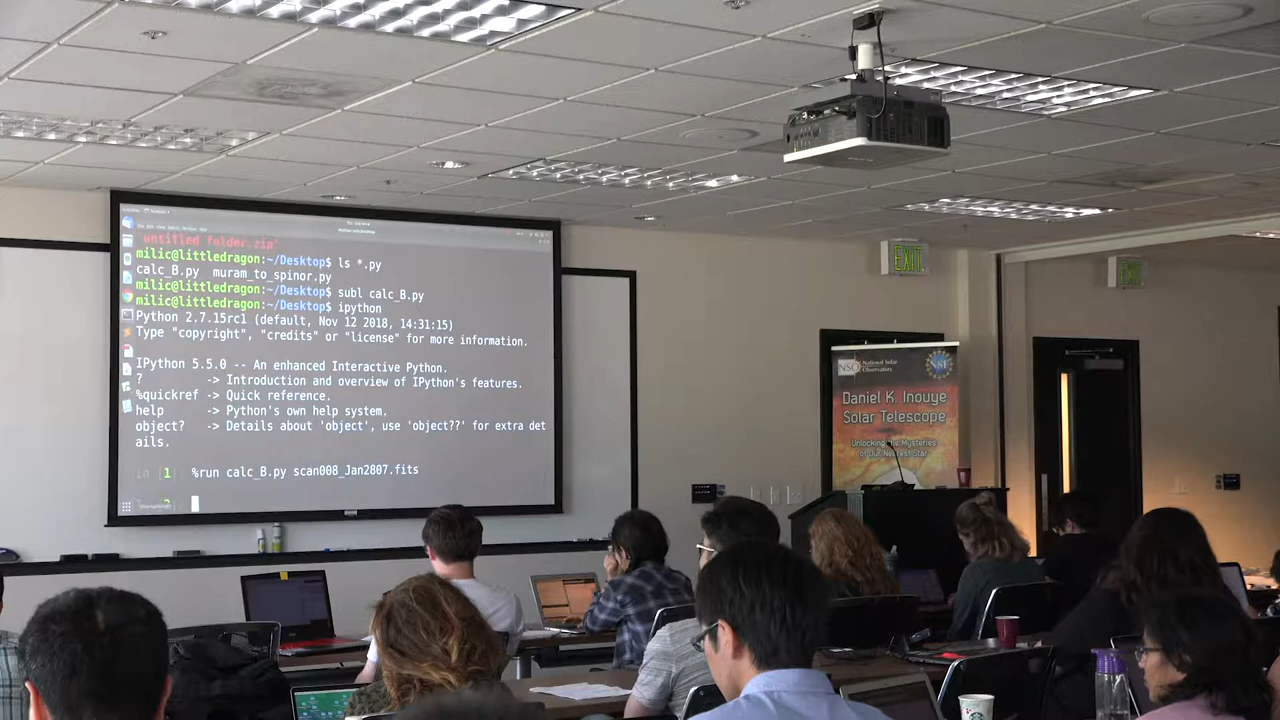 untitled folder.zip'
milic@littledragon:~/Desktop$ ls *.py
calc_B.py  muram_to_spinor.py
milic@littledragon:~/Desktop$ subl calc_B.py
milic@littledragon:~/Desktop$ ipython
Python 2.7.15rc1 (default, Nov 12 2018, 14:31:15)
Type "copyright", "credits" or "license" for more information.
IPython 5.5.0 -- An enhanced Interactive Python.
?         -> Introduction and overview of IPython's features.
%quickref -> Quick reference.
help      -> Python's own help system.
object?   -> Details about 'object', use 'object??' for extra det
ails.
In [1]  %run calc_B.py scan008_Jan2807.fits
EXIT
EXIT
NSO National Solar
Observatory
NSF
Daniel K. Inouye
Solar Telescope
Unlocking the Mysteries
of Our Nearest Star